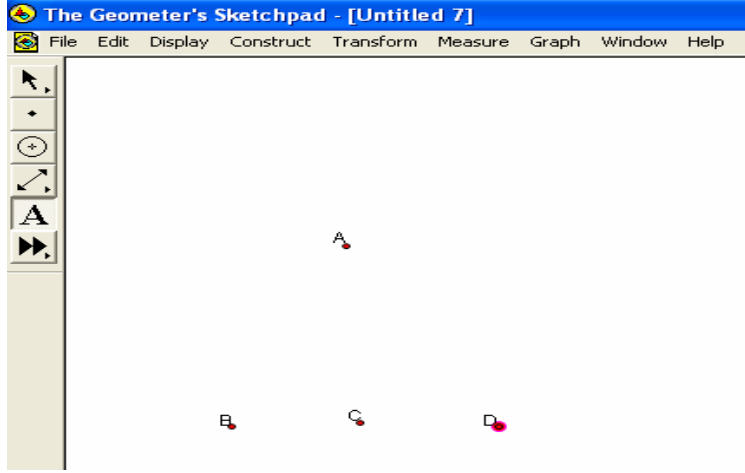 The Geometer's Sketchpad - [Untitled 7]
File Edit Display Construct Transform Measure Graph Window Help
A
A
B C D